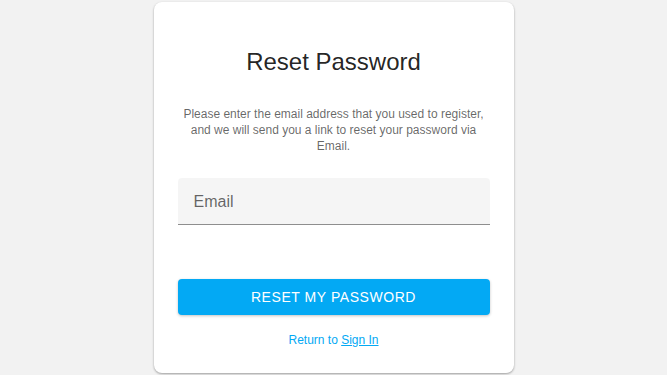 Reset Password
Please enter the email address that you used to register,
and we will send you a link to reset your password via
Email.
Email
RESET MY PASSWORD
Return to Sign In